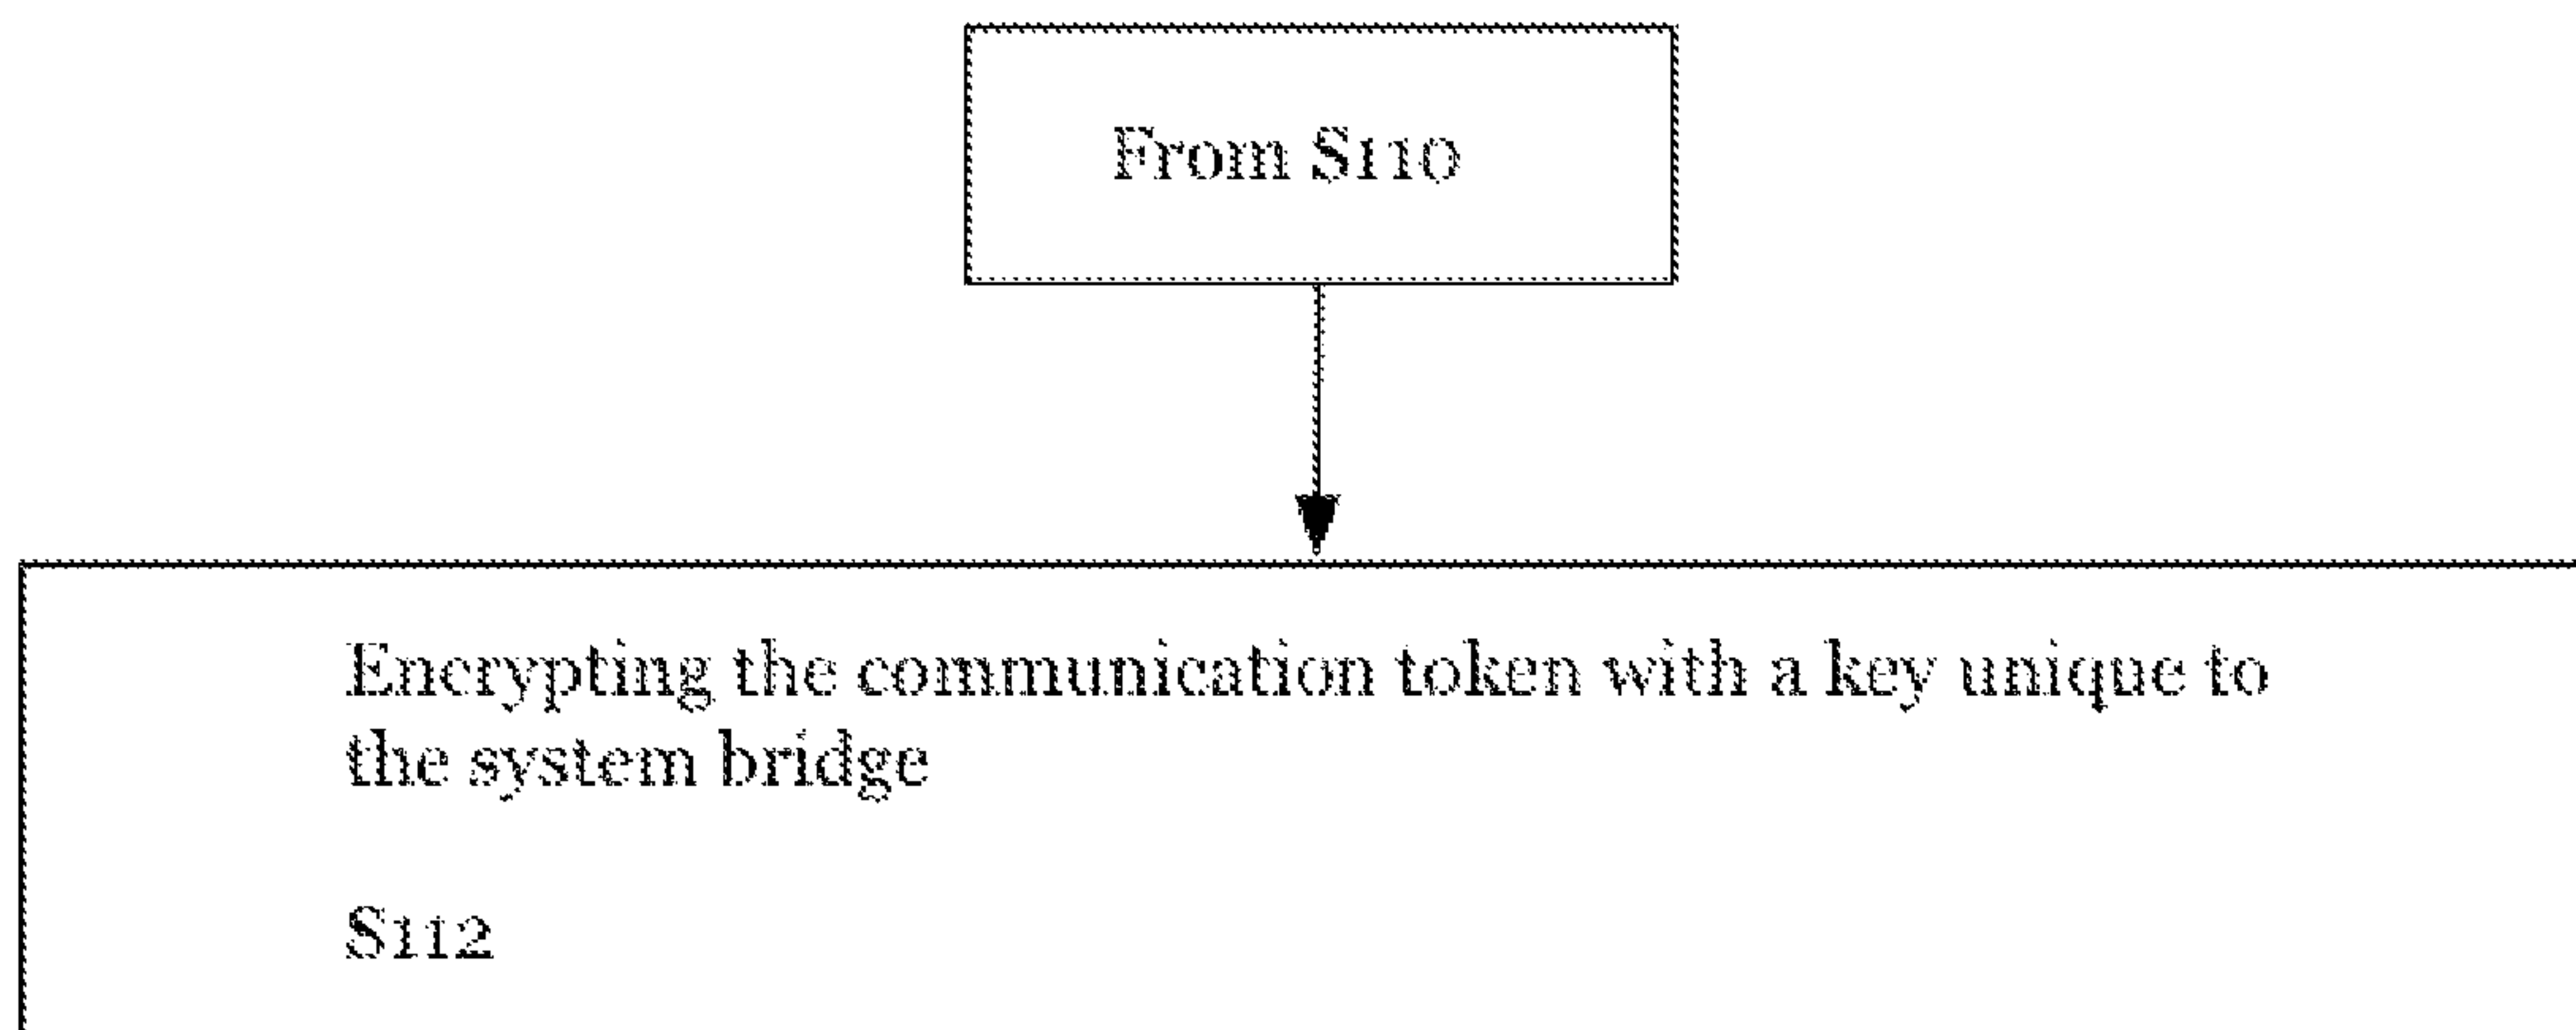 From S110
Encrypting the communication token with a key unique to
the system bridge
S112